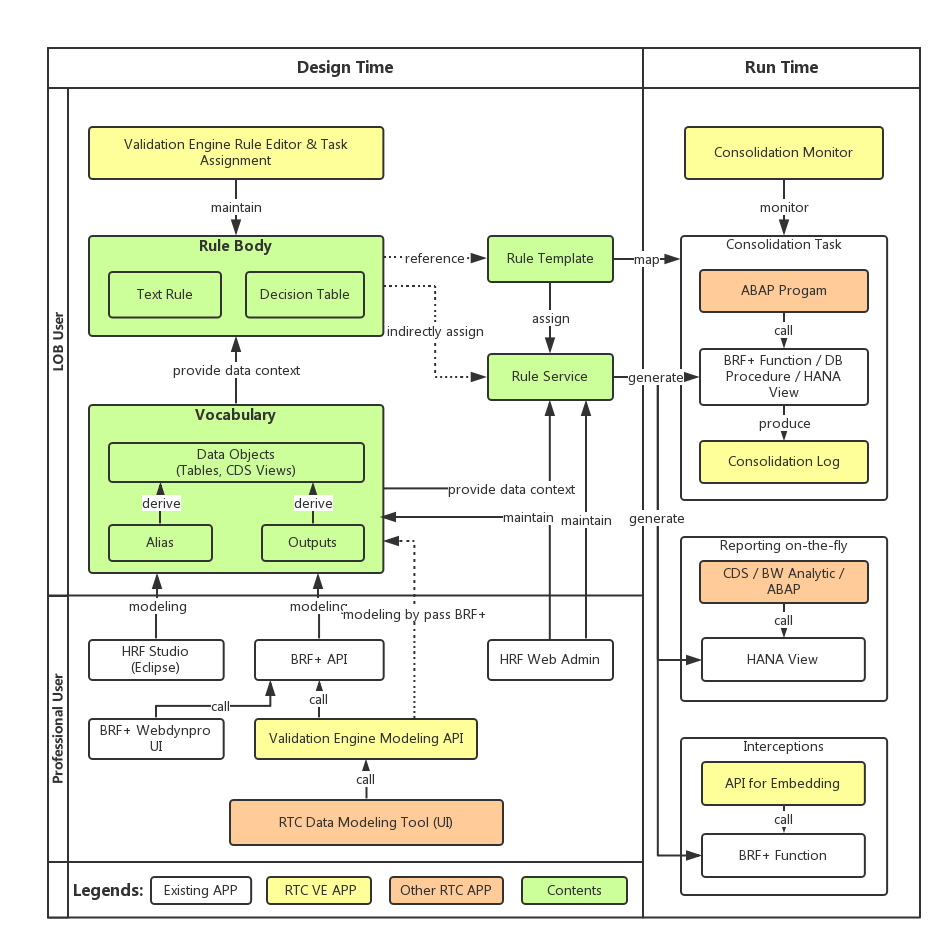 Design Time
Run Time
LOB User
Validation Engine Rule Editor & Task
Assignment
maintain
Rule Body
Text Rule
Decision Table
reference
indirectly assign
Rule Template
map
assign
Rule Service
generate
provide data context
Vocabulary
Data Objects
(Tables, CDS Views)
derive
derive
Alias
Outputs
provide data context
maintain
maintain
generate
Consolidation Monitor
monitor
Consolidation Task
ABAP Progam
call
BRF+ Function / DB
Procedure / HANA
View
produce
Consolidation Log
Reporting on-the-fly
CDS / BW Analytic /
ABAP
call
HANA View
Interceptions
API for Embedding
call
BRF+ Function
Professional User
modeling
modeling
modeling by pass BRF+
HRF Studio
(Eclipse)
BRF+ API
HRF Web Admin
call
call
BRF+ Webdynpro
UI
Validation Engine Modeling API
call
RTC Data Modeling Tool (UI)
Legends:
Existing APP
RTC VE APP
Other RTC APP
Contents